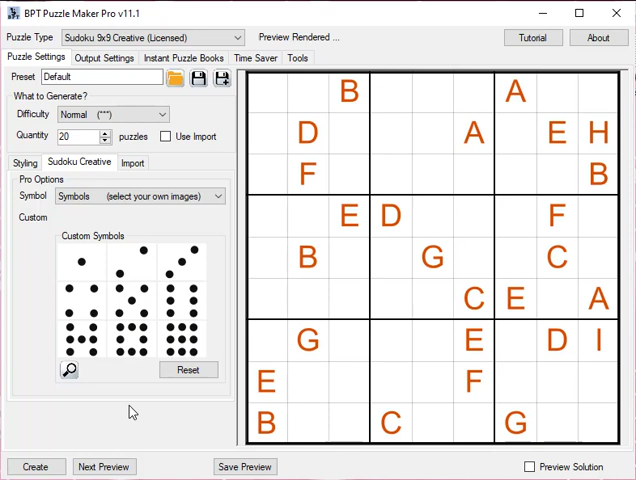 BPT Puzzle Maker Pro v11.1
Puzzle Type Sudoku 9x9 Creative (Licensed) Preview Rendered ... Tutorial About
Puzzle Settings Output Settings Instant Puzzle Books Time Saver Tools
Preset Default
What to Generate?
Difficulty Normal (***)
Quantity 20 puzzles Use Import
Styling Sudoku Creative Import
Pro Options
Symbol Symbols (select your own images)
Custom
Custom Symbols
Reset
B A
D A E H
F B
E D F
B G C
C E A
G E D I
E F
B C G
Create Next Preview Save Preview Preview Solution